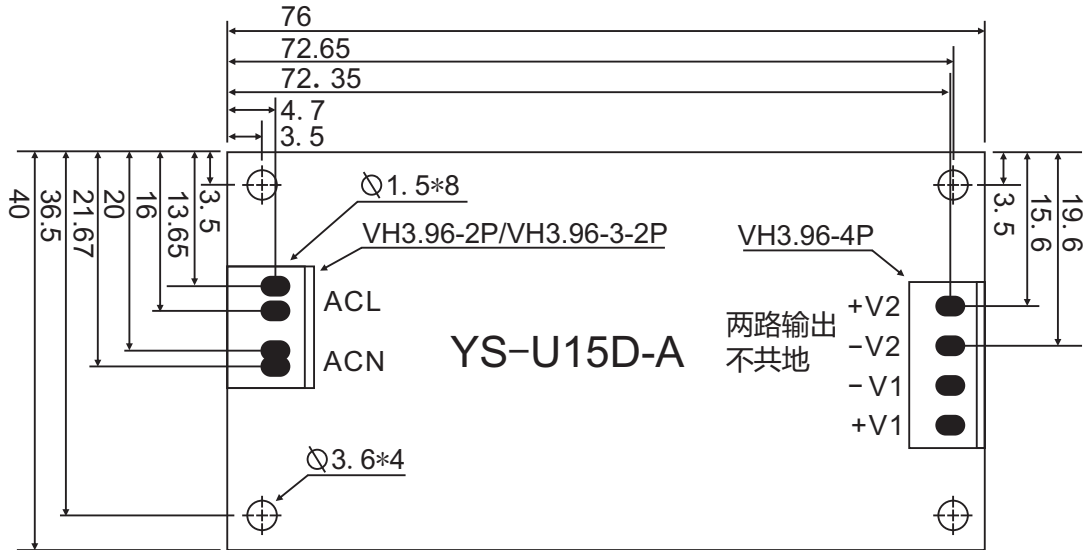 76
72.65
72. 35
4. 7
3. 5
40
36.5
21.67
20
16
13.65
3. 5
3. 5
15. 6
19. 6
∅1. 5*8
VH3.96-2P/VH3.96-3-2P
VH3.96-4P
ACL
ACN
YS-U15D-A
两路输出
不共地
+V2
-V2
-V1
+V1
∅3. 6*4